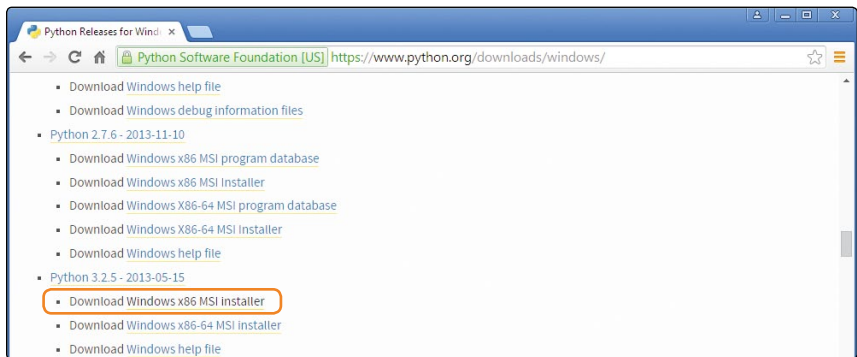 Python Releases for Wind
Python Software Foundation [US] https://www.python.org/downloads/windows/
Download Windows help file
Download Windows debug information files
Python 2.7.6 - 2013-11-10
Download Windows x86 MSI program database
Download Windows x86 MSI Installer
Download Windows X86-64 MSI program database
Download Windows X86-64 MSI Installer
Download Windows help file
Python 3.2.5 - 2013-05-15
Download Windows x86 MSI installer
Download Windows x86-64 MSI installer
Download Windows help file